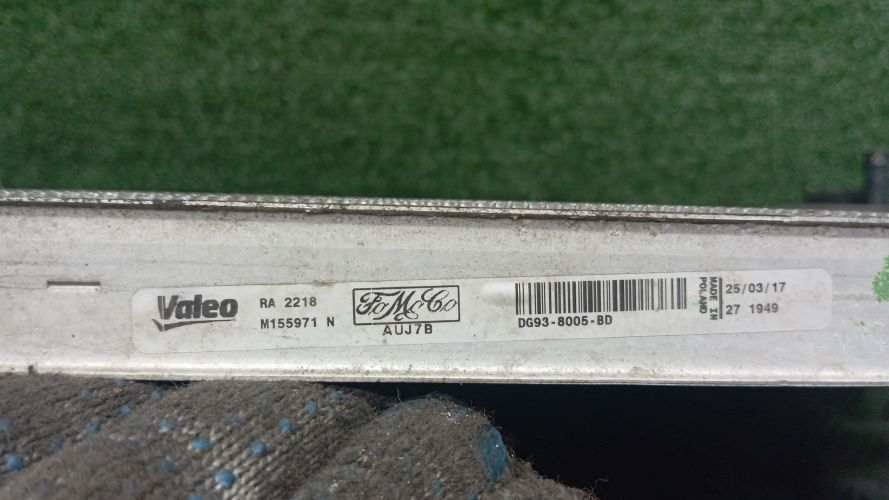 Valeo
RA 2218
M155971 N
FoMoCo
AUJ7B
DG93-8005-BD
MADE IN
POLAND
25/03/17
27 1949